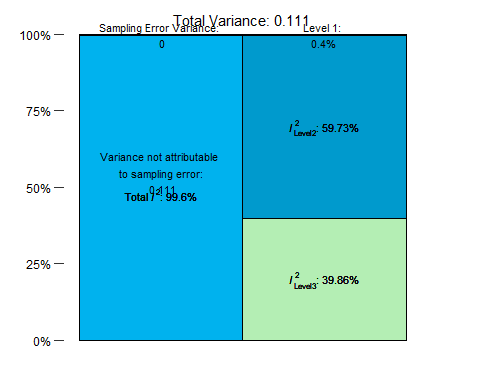 Total Variance: 0.111
Sampling Error Variance:
0
Level 1:
0.4%
100%
75%
50%
25%
0%
Variance not attributable
to sampling error:
0.111
Total I²: 99.6%
I²Level2: 59.73%
I²Level3: 39.86%